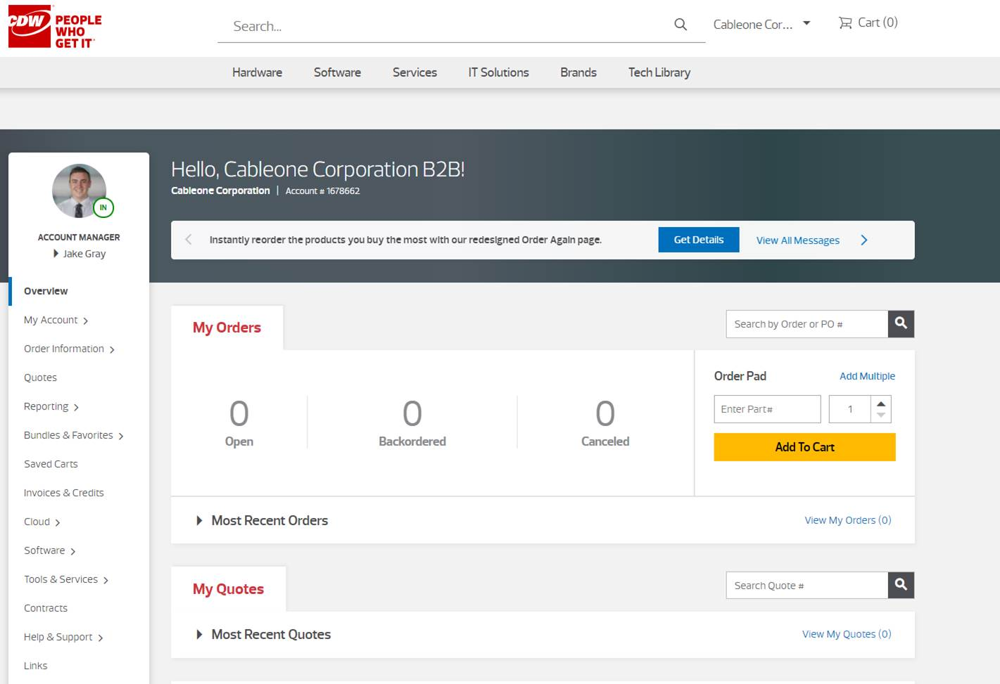 CDW PEOPLE
WHO
GET IT
Search...
Cableone Cor...
Cart (0)
Hardware Software Services IT Solutions Brands Tech Library
Hello, Cableone Corporation B2B!
Cableone Corporation | Account # 1678662
Instantly reorder the products you buy the most with our redesigned Order Again page.
Get Details
View All Messages
IN
ACCOUNT MANAGER
Jake Gray
Overview
My Account
Order Information
Quotes
Reporting
Bundles & Favorites
Saved Carts
Invoices & Credits
Cloud
Software
Tools & Services
Contracts
Help & Support
Links
My Orders
Search by Order or PO #
0
Open
0
Backordered
0
Canceled
Order Pad
Add Multiple
Enter Part#
1
Add To Cart
Most Recent Orders
View My Orders (0)
My Quotes
Search Quote #
Most Recent Quotes
View My Quotes (0)